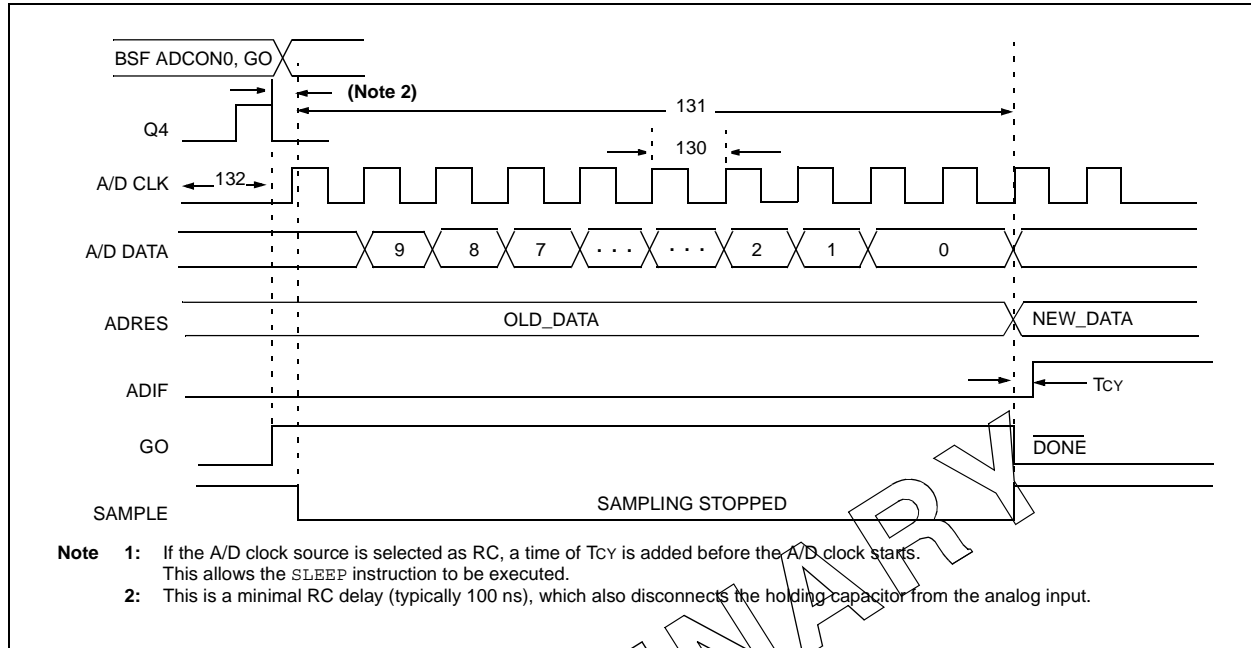 BSF ADCON0, GO
(Note 2)
131
Q4
130
A/D CLK
132
A/D DATA
9 8 7 . . . . . . 2 1 0
ADRES
OLD_DATA
NEW_DATA
ADIF
TCY
GO
DONE
SAMPLING STOPPED
SAMPLE
Note 1: If the A/D clock source is selected as RC, a time of TCY is added before the A/D clock starts.
This allows the SLEEP instruction to be executed.
2: This is a minimal RC delay (typically 100 ns), which also disconnects the holding capacitor from the analog input.